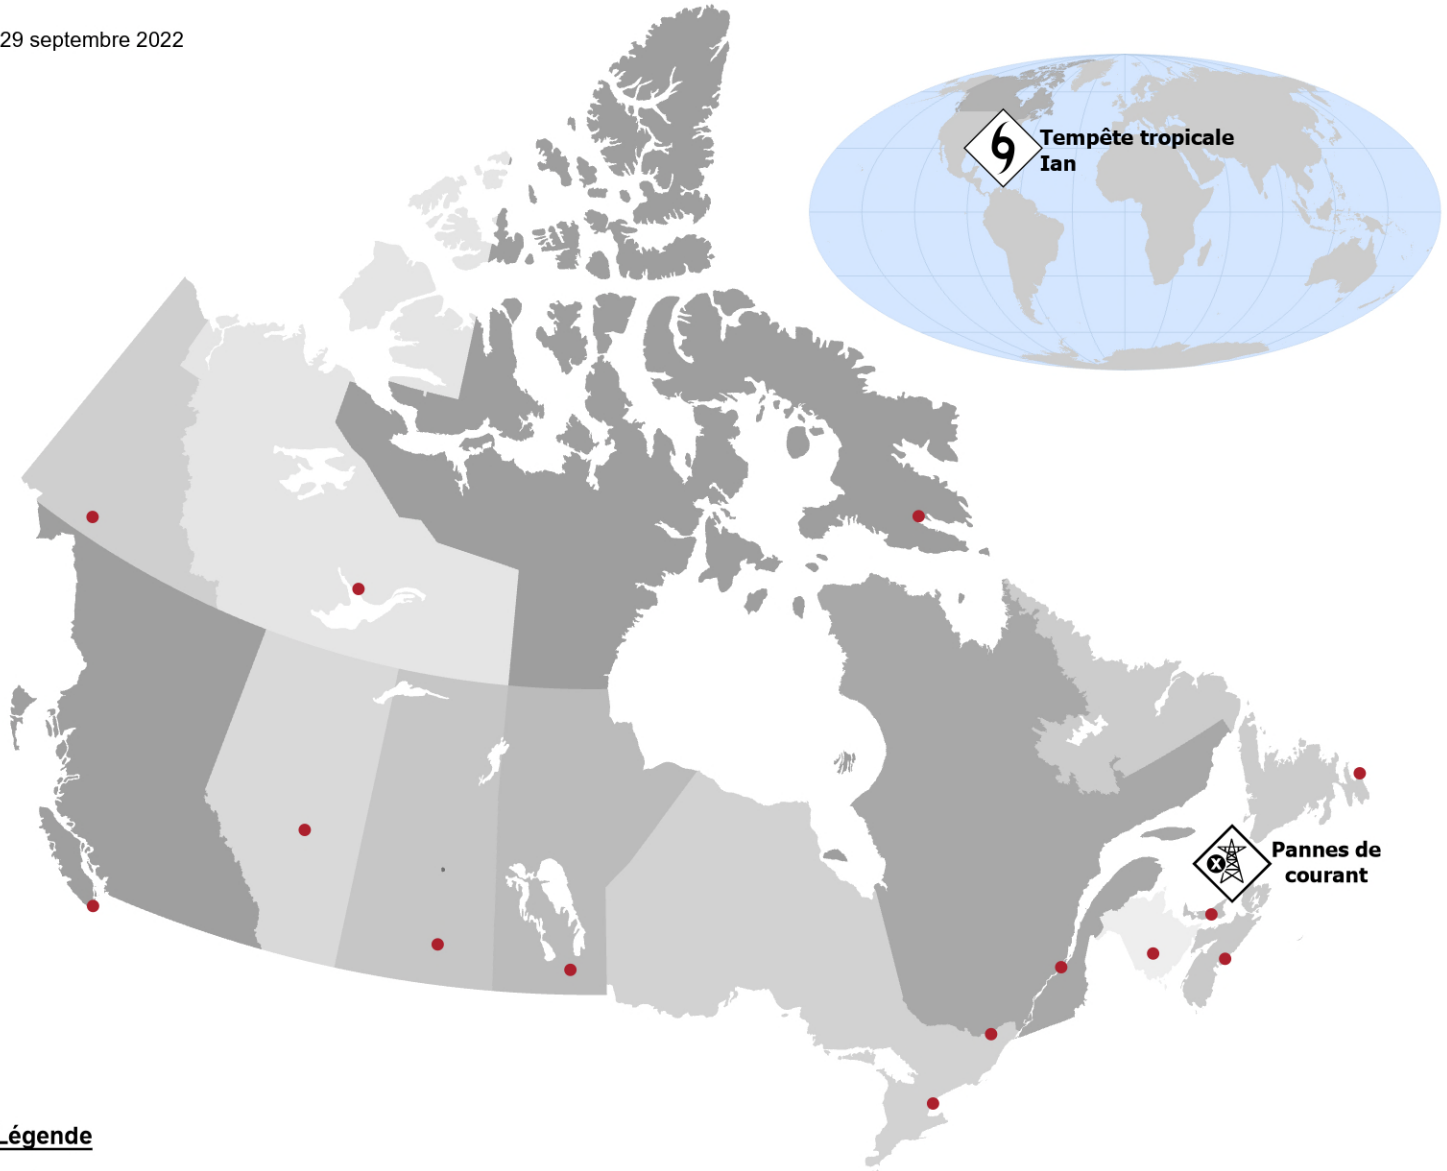 29 septembre 2022
Tempête tropicale
Ian
Pannes de
courant
Légende